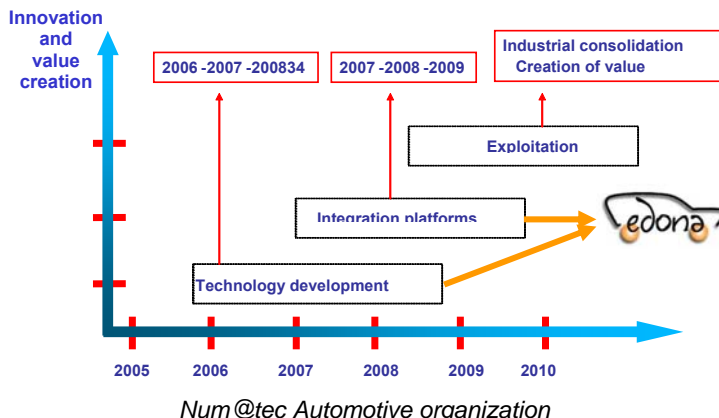 Innovation
and
value
creation
2006 -2007 -200834
2007 -2008 -2009
Industrial consolidation
Creation of value
Exploitation
Integration platforms
edona
Technology development
2005
2006
2007
2008
2009
2010
Num@tec Automotive organization